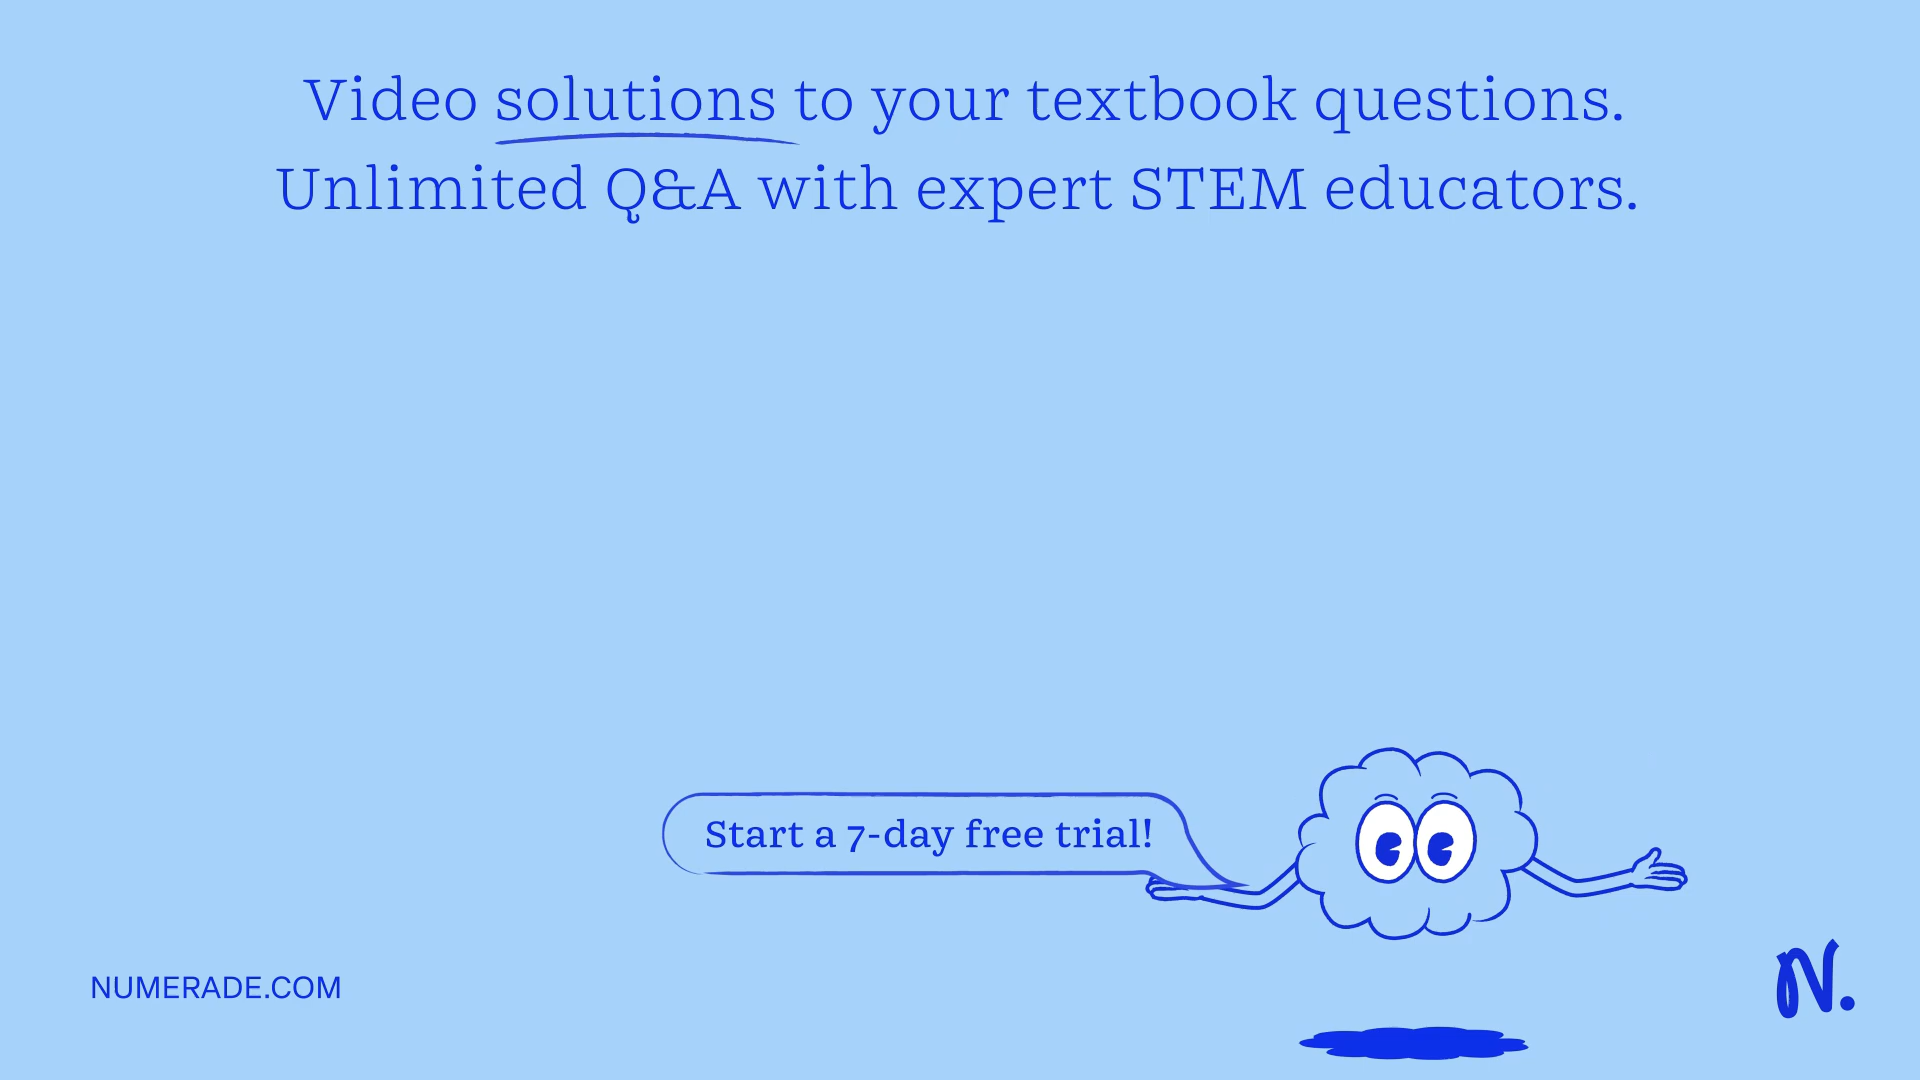 Video solutions to your textbook questions.
Unlimited Q&A with expert STEM educators.
Start a 7-day free trial!
NUMERADE.COM
N.